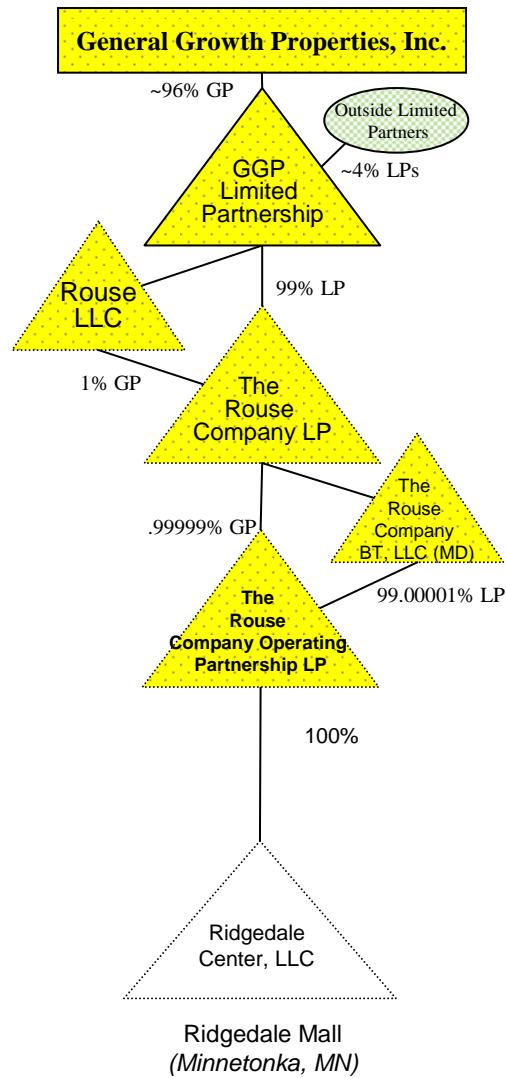 General Growth Properties, Inc.
~96% GP
Outside Limited
Partners
~4% LPs
GGP
Limited
Partnership
Rouse
LLC
99% LP
1% GP
The
Rouse
Company LP
The
Rouse
Company
BT, LLC (MD)
.99999% GP
99.00001% LP
The
Rouse
Company Operating
Partnership LP
100%
Ridgedale
Center, LLC
Ridgedale Mall
(Minnetonka, MN)